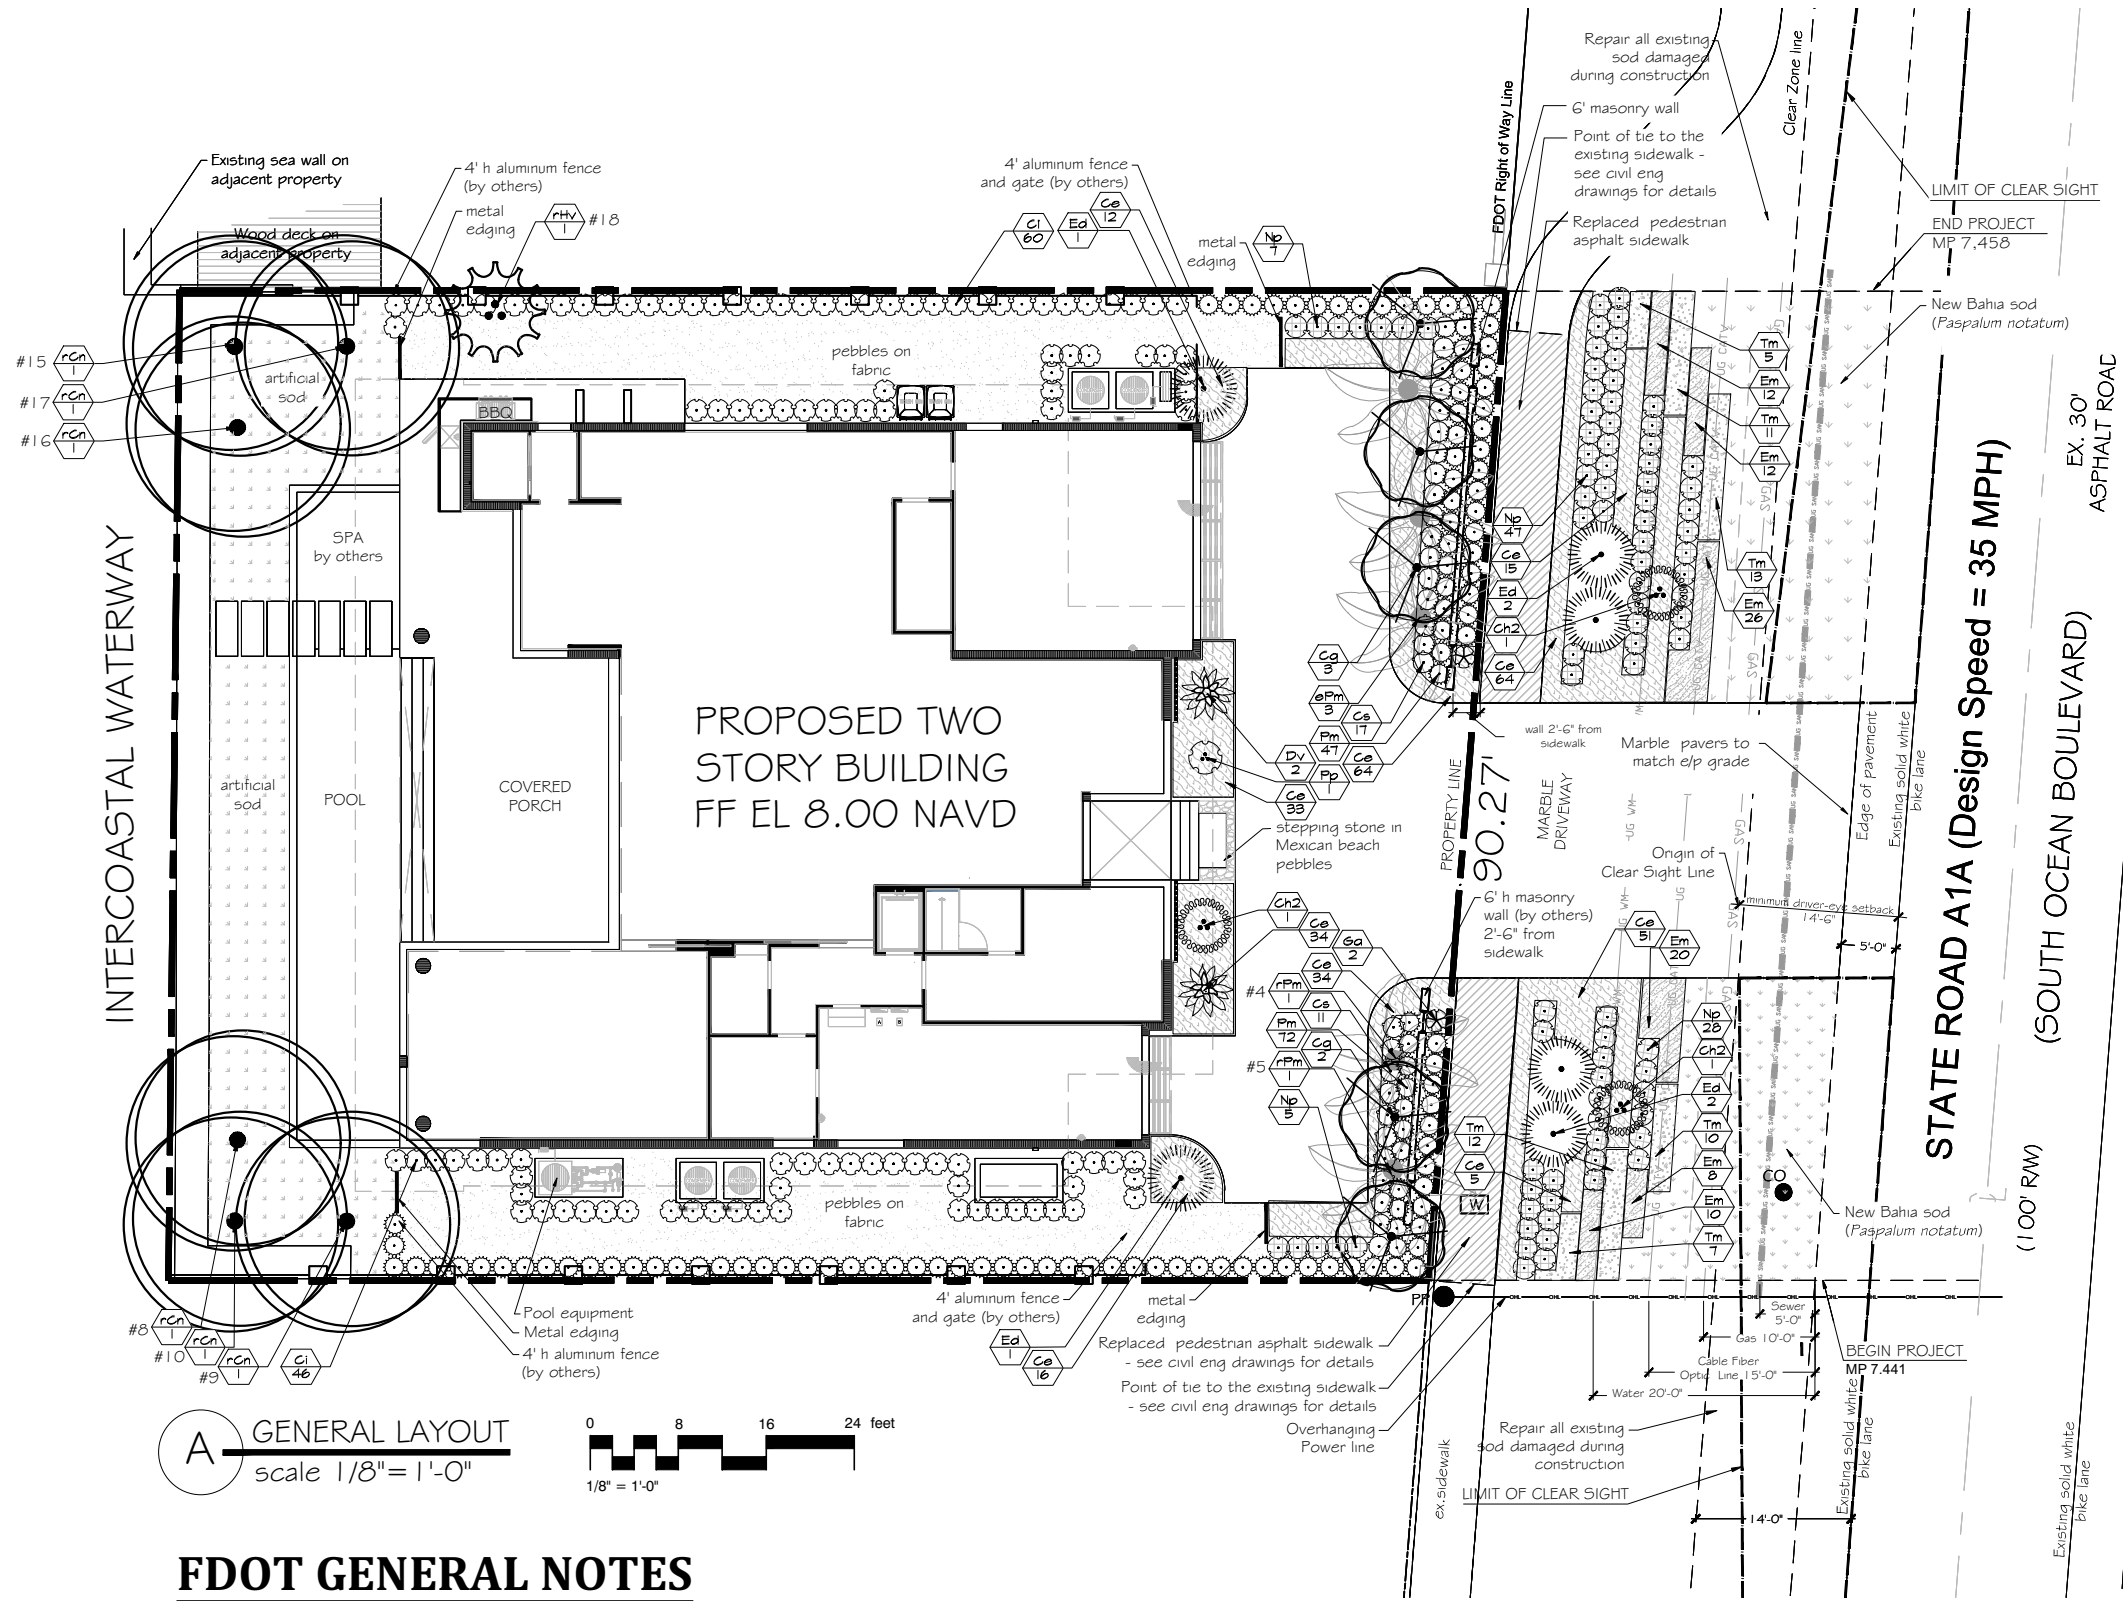 Existing sea wall on
adjacent property
Wood deck on
adjacent property
4' h aluminum fence
(by others)
metal
edging
rHv
1
#18
4' aluminum fence
and gate (by others)
Ci
60
Ed
1
Ce
12
metal
edging
Np
7
FDOT Right of Way Line
Repair all existing
sod damaged
during construction
6' masonry wall
Point of tie to the
existing sidewalk -
see civil eng
drawings for details
Replaced pedestrian
asphalt sidewalk
Clear Zone line
LIMIT OF CLEAR SIGHT
END PROJECT
MP 7,458
New Bahia sod
(Paspalum notatum)
EX. 30'
ASPHALT ROAD
#15
rCn
1
#17
rCn
1
#16
rCn
1
artificial
sod
pebbles on
fabric
BBQ
SPA
by others
INTERCOASTAL WATERWAY
artificial
sod
POOL
COVERED
PORCH
PROPOSED TWO
STORY BUILDING
FF EL 8.00 NAVD
Tm
5
Em
12
Tm
11
Em
12
Tm
13
Em
26
Np
47
Ce
15
Ed
2
Ch2
1
Ce
64
Cg
3
ePm
3
Cs
17
Pm
47
Ce
64
Dv
2
Pp
1
Ce
33
wall 2'-6" from
sidewalk
Marble pavers to
match e/p grade
stepping stone in
Mexican beach
pebbles
PROPERTY LINE
90.27'
MARBLE
DRIVEWAY
Origin of
Clear Sight Line
minimum driver-eye setback
14'-6"
5'-0"
Edge of pavement
Existing solid white
bike lane
UG WM
GAS
STATE ROAD A1A (Design Speed = 35 MPH)
(SOUTH OCEAN BOULEVARD)
(100' R/W)
6' h masonry
wall (by others)
2'-6" from
sidewalk
Ch2
1
Ce
34
Ga
2
Ce
34
#4
rPm
1
Cs
11
Pm
72
Cg
2
#5
rPm
1
Np
5
Ce
51
Em
20
Np
28
Ch2
1
Ed
2
Tm
10
Em
8
Em
10
Tm
7
Tm
12
Ce
5
W
CO
New Bahia sod
(Paspalum notatum)
pebbles on
fabric
PP
OHL
#8
rCn
1
#10
rCn
1
#9
rCn
1
Ci
46
Pool equipment
Metal edging
4' h aluminum fence
(by others)
4' aluminum fence
and gate (by others)
Ed
1
Ce
16
metal
edging
Replaced pedestrian asphalt sidewalk
- see civil eng drawings for details
Point of tie to the existing sidewalk
- see civil eng drawings for details
Overhanging
Power line
Sewer
5'-0"
Gas 10'-0"
Cable Fiber
Optic Line 15'-0"
Water 20'-0"
BEGIN PROJECT
MP 7.441
Repair all existing
sod damaged during
construction
LIMIT OF CLEAR SIGHT
14'-0"
ex.sidewalk
Existing solid white
bike lane
Existing solid white
bike lane
A
GENERAL LAYOUT
scale 1/8"=1'-0"
0 8 16 24 feet
1/8" = 1'-0"
FDOT GENERAL NOTES